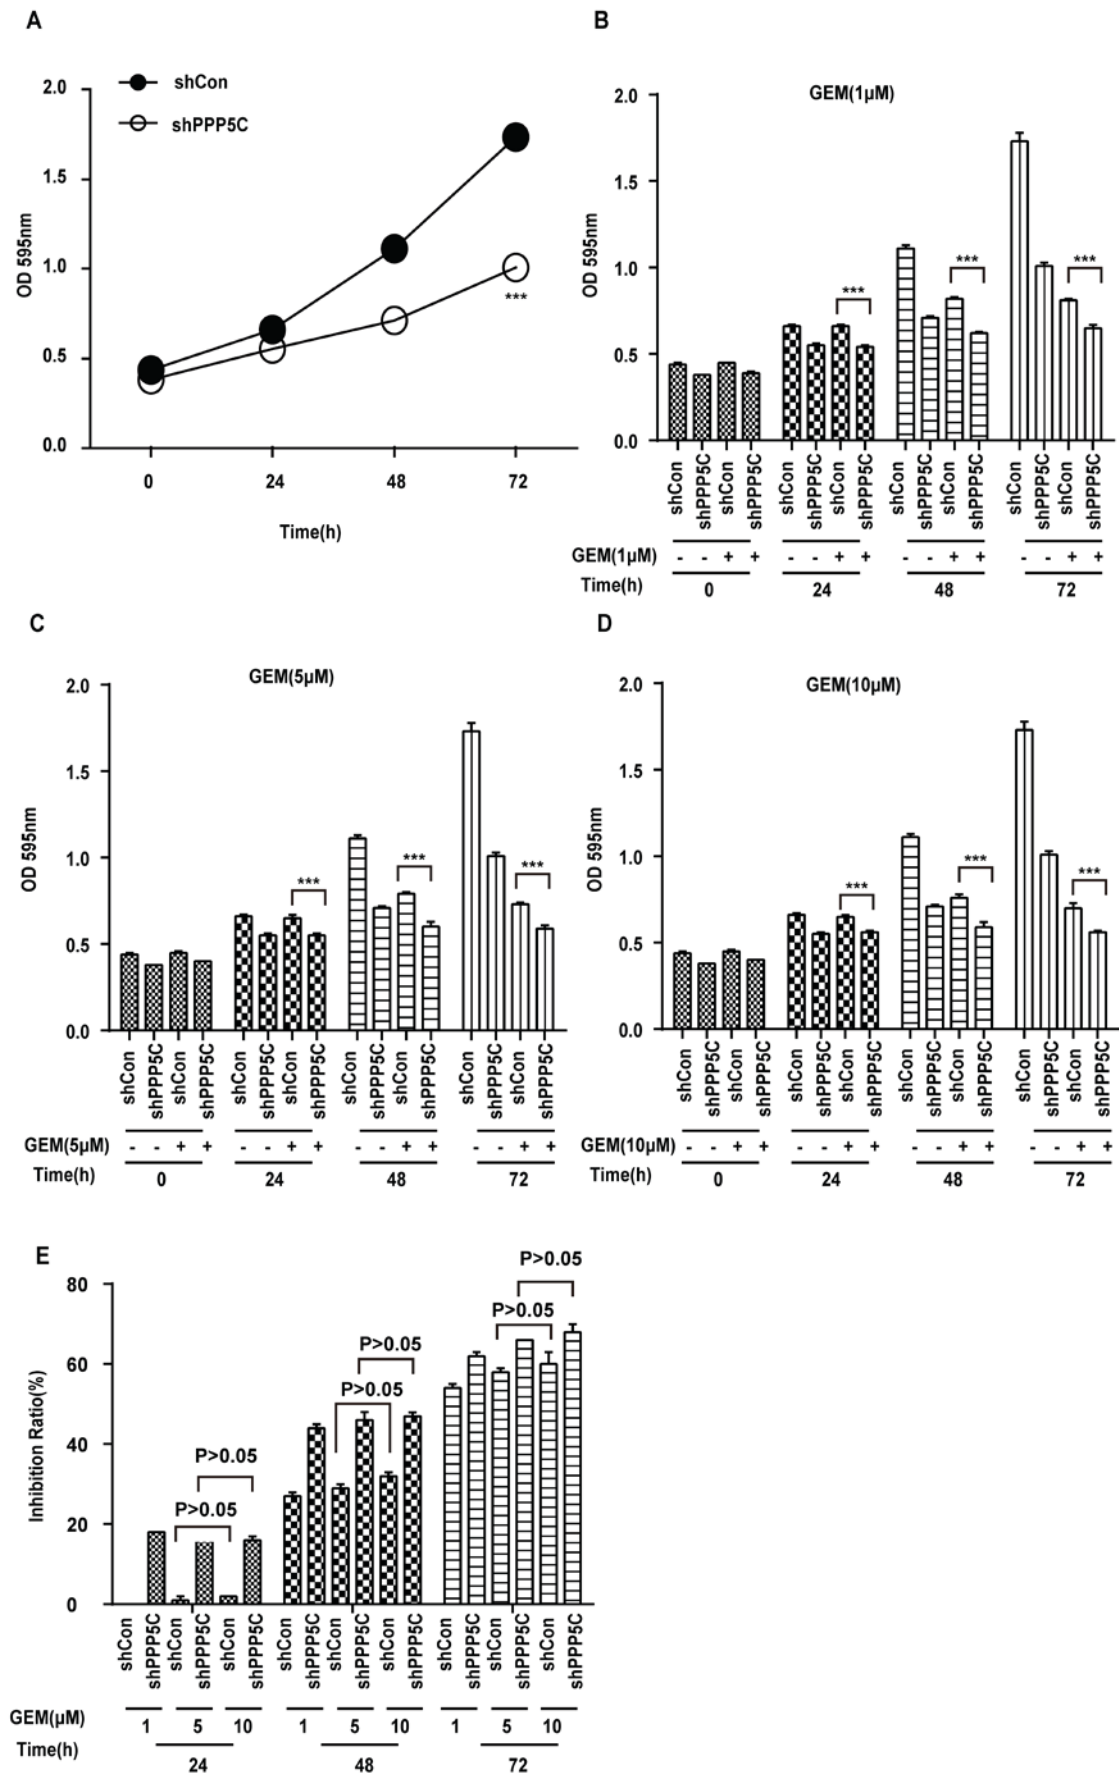 A
shCon
shPPP5C
2.0
1.5
1.0
0.5
0.0
OD 595nm
***
0 24 48 72
Time(h)
B
GEM(1μM)
2.0
1.5
1.0
0.5
0.0
OD 595nm
*** *** ***
shCon shPPP5C shCon shPPP5C shCon shPPP5C shCon shPPP5C shCon shPPP5C shCon shPPP5C shCon shPPP5C shCon shPPP5C
GEM(1μM) - - + + - - + + - - + + - - + +
Time(h) 0 24 48 72
C
GEM(5μM)
2.0
1.5
1.0
0.5
0.0
OD 595nm
*** *** ***
shCon shPPP5C shCon shPPP5C shCon shPPP5C shCon shPPP5C shCon shPPP5C shCon shPPP5C shCon shPPP5C shCon shPPP5C
GEM(5μM) - - + + - - + + - - + + - - + +
Time(h) 0 24 48 72
D
GEM(10μM)
2.0
1.5
1.0
0.5
0.0
OD 595nm
*** *** ***
shCon shPPP5C shCon shPPP5C shCon shPPP5C shCon shPPP5C shCon shPPP5C shCon shPPP5C shCon shPPP5C shCon shPPP5C
GEM(10μM) - - + + - - + + - - + + - - + +
Time(h) 0 24 48 72
E
80
60
40
20
0
Inhibition Ratio(%)
P>0.05
P>0.05
P>0.05
P>0.05
P>0.05
P>0.05
shCon shPPP5C shCon shPPP5C shCon shPPP5C shCon shPPP5C shCon shPPP5C shCon shPPP5C shCon shPPP5C shCon shPPP5C shCon shPPP5C
GEM(μM) 1 5 10 1 5 10 1 5 10
Time(h) 24 48 72